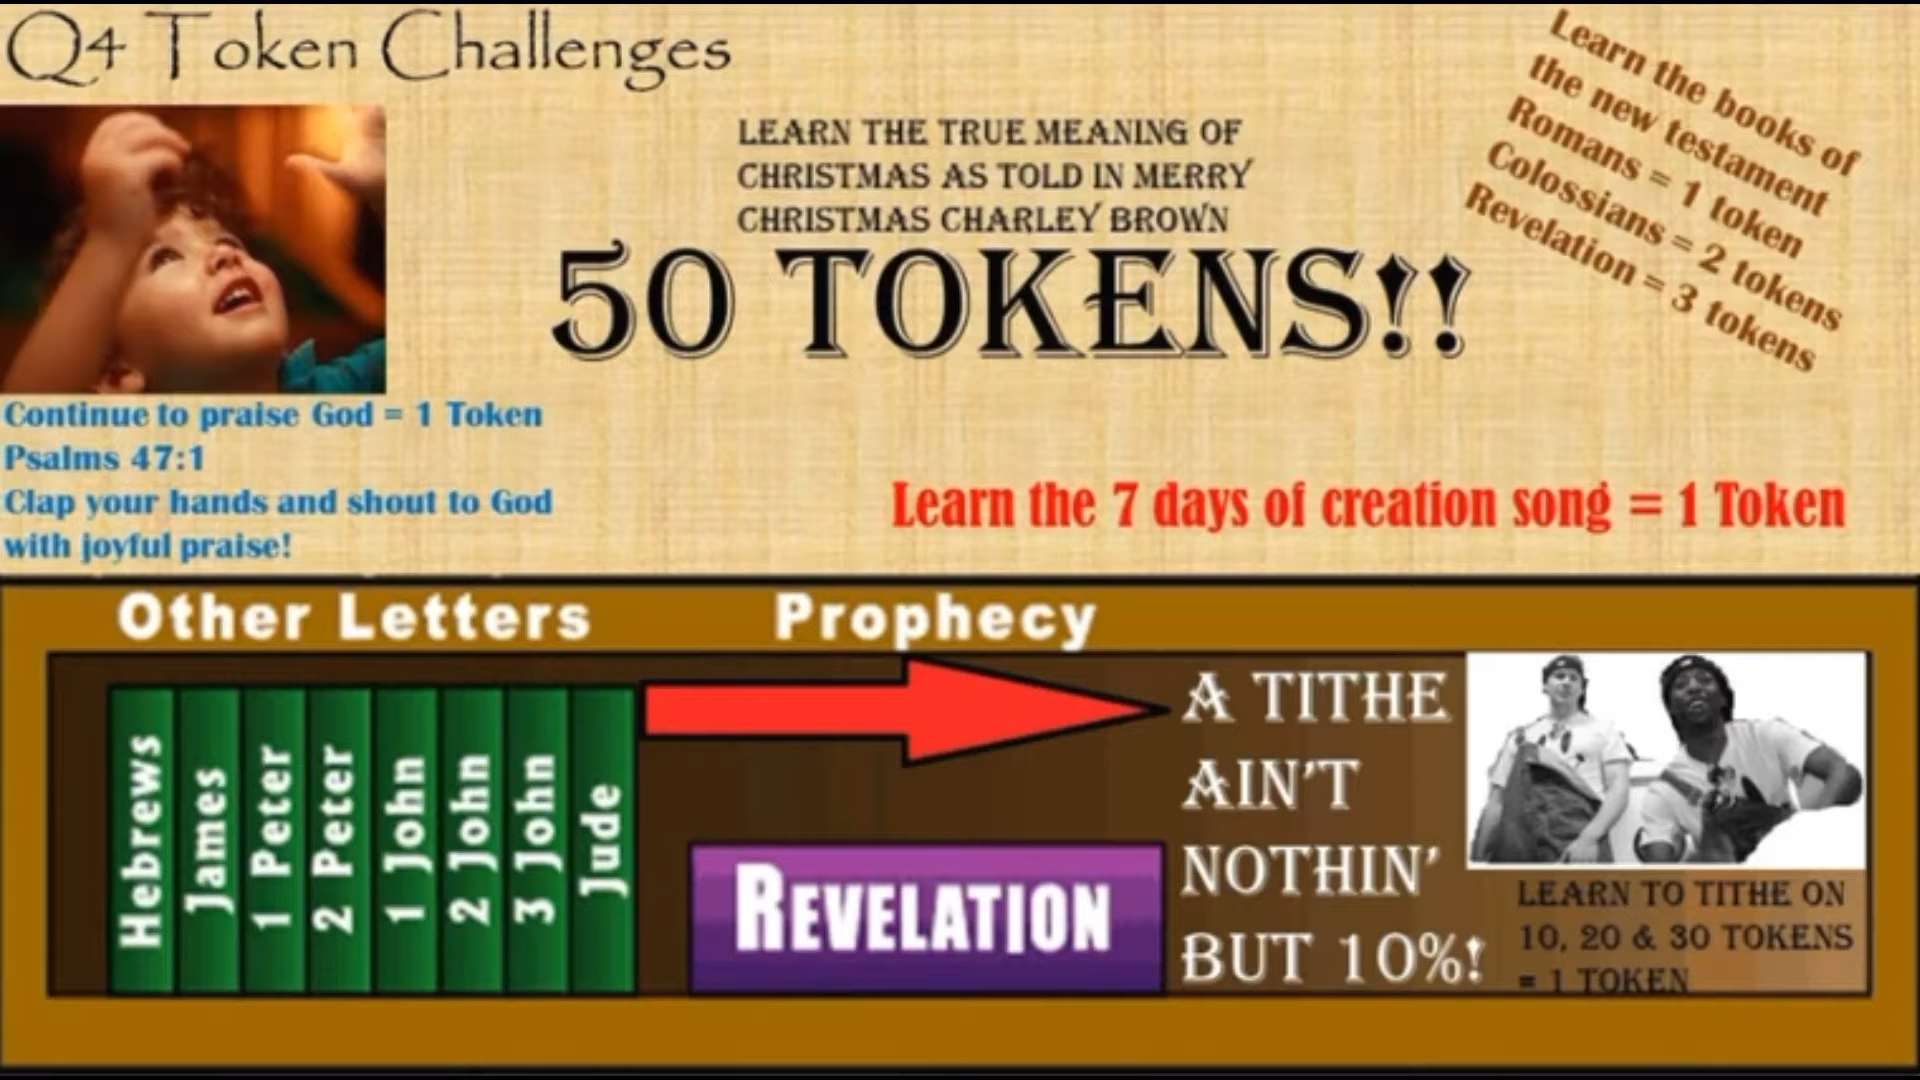 Q4 Token Challenges
LEARN THE TRUE MEANING OF
CHRISTMAS AS TOLD IN MERRY
CHRISTMAS CHARLEY BROWN
50 TOKENS!!
Learn the books of
the new testament
Romans = 1 token
Colossians = 2 tokens
Revelation = 3 tokens
Continue to praise God = 1 Token
Psalms 47:1
Clap your hands and shout to God
with joyful praise!
Learn the 7 days of creation song = 1 Token
Other Letters
Prophecy
Hebrews
James
1 Peter
2 Peter
1 John
2 John
3 John
Jude
REVELATION
A TITHE
AIN'T
NOTHIN'
BUT 10%!
LEARN TO TITHE ON
10, 20 & 30 TOKENS
= 1 TOKEN